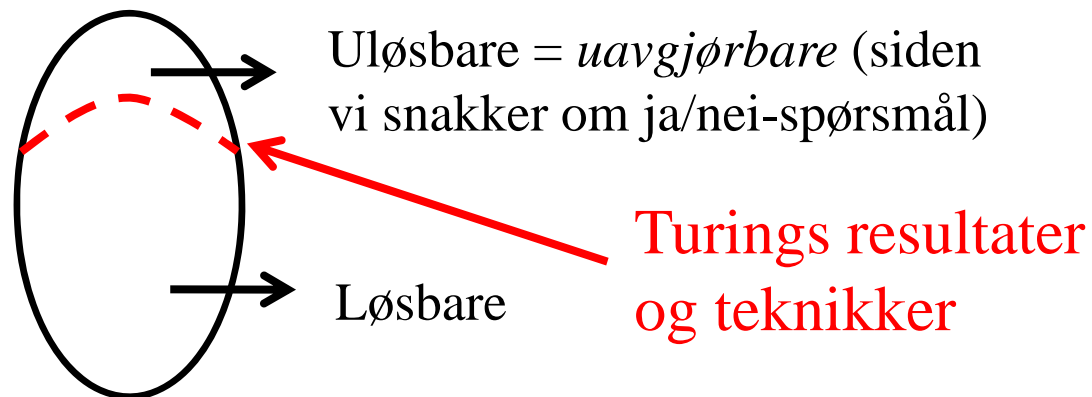 Uløsbare = uavgjørbare (siden
vi snakker om ja/nei-spørsmål)
Turings resultater
og teknikker
Løsbare